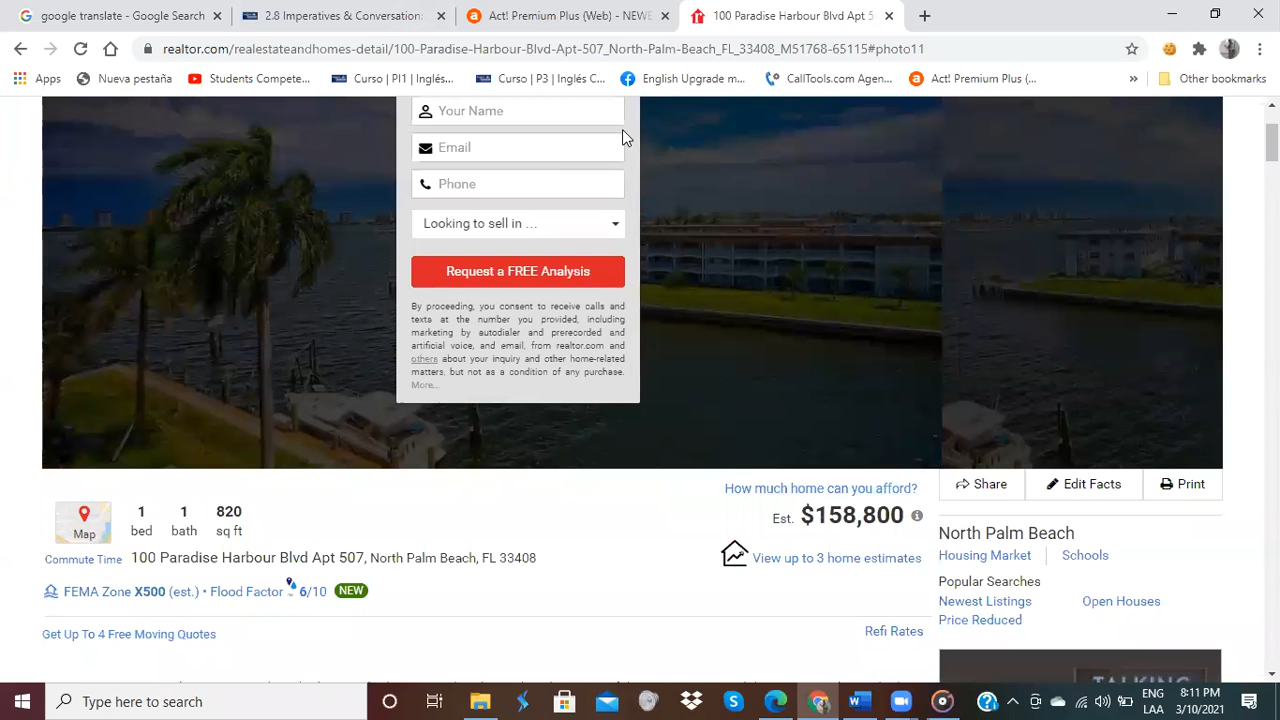 google translate - Google Search
2.8 Imperatives & Conversation:
Act! Premium Plus (Web) - NEWE
100 Paradise Harbour Blvd Apt 5
realtor.com/realestateandhomes-detail/100-Paradise-Harbour-Blvd-Apt-507_North-Palm-Beach_FL_33408_M51768-65115#photo11
Apps
Nueva pestaña
Students Compete...
Curso | PI1 | Inglés...
Curso | P3 | Inglés C...
English Upgrade m...
CallTools.com Agen...
Act! Premium Plus (...
»
Other bookmarks
Your Name
Email
Phone
Looking to sell in ...
Request a FREE Analysis
By proceeding, you consent to receive calls and
texts at the number you provided, including
marketing by autodialer and prerecorded and
artificial voice, and email, from realtor.com and
others about your inquiry and other home-related
matters, but not as a condition of any purchase.
More...
How much home can you afford?
Share
Edit Facts
Print
Map
1
bed
1
bath
820
sq ft
Est. $158,800
North Palm Beach
Commute Time
100 Paradise Harbour Blvd Apt 507, North Palm Beach, FL 33408
View up to 3 home estimates
Housing Market
Schools
Popular Searches
FEMA Zone X500 (est.) • Flood Factor 6/10 NEW
Newest Listings
Open Houses
Price Reduced
Get Up To 4 Free Moving Quotes
Refi Rates
TALKING
Type here to search
ENG
LAA
8:11 PM
3/10/2021